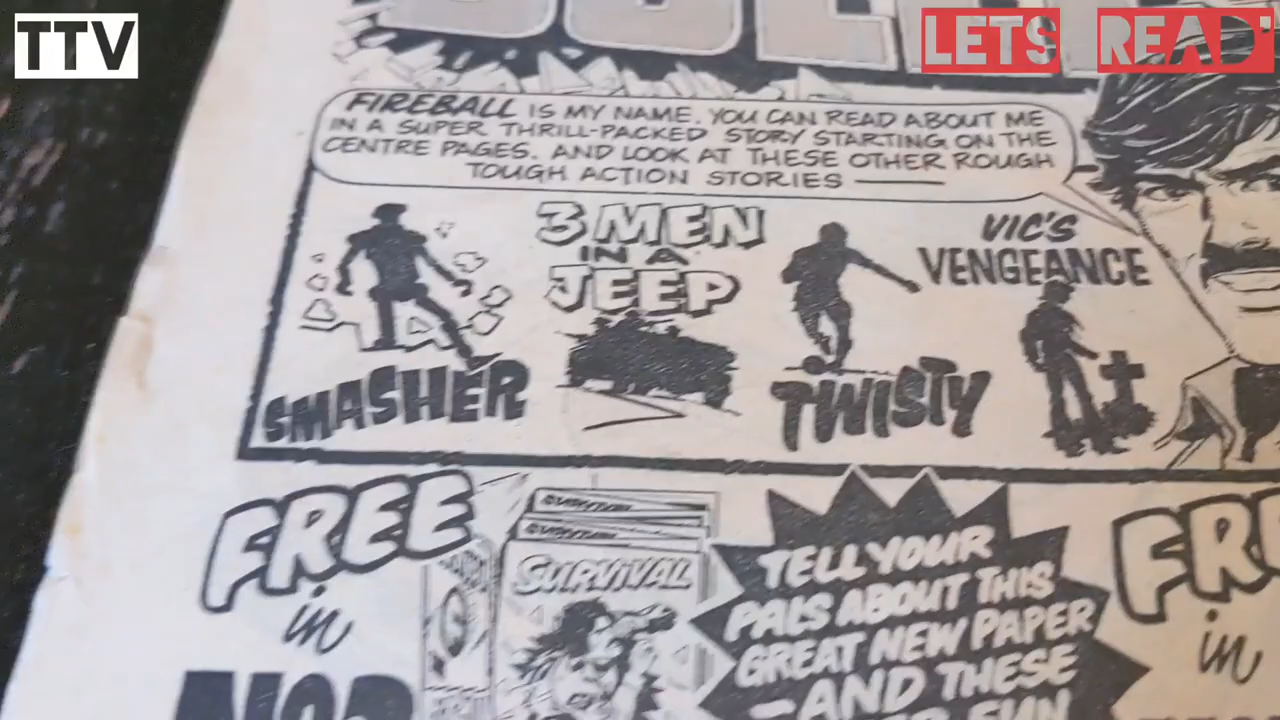 TTV
LETS READ'
FIREBALL IS MY NAME. YOU CAN READ ABOUT ME
IN A SUPER THRILL-PACKED STORY STARTING ON THE
CENTRE PAGES. AND LOOK AT THESE OTHER ROUGH
TOUGH ACTION STORIES —
SMASHER
3 MEN
IN A
JEEP
TWISTY
VIC'S
VENGEANCE
FREE
in
SURVIVAL
TELL YOUR
PALS ABOUT THIS
GREAT NEW PAPER
—AND THESE
FUN
in